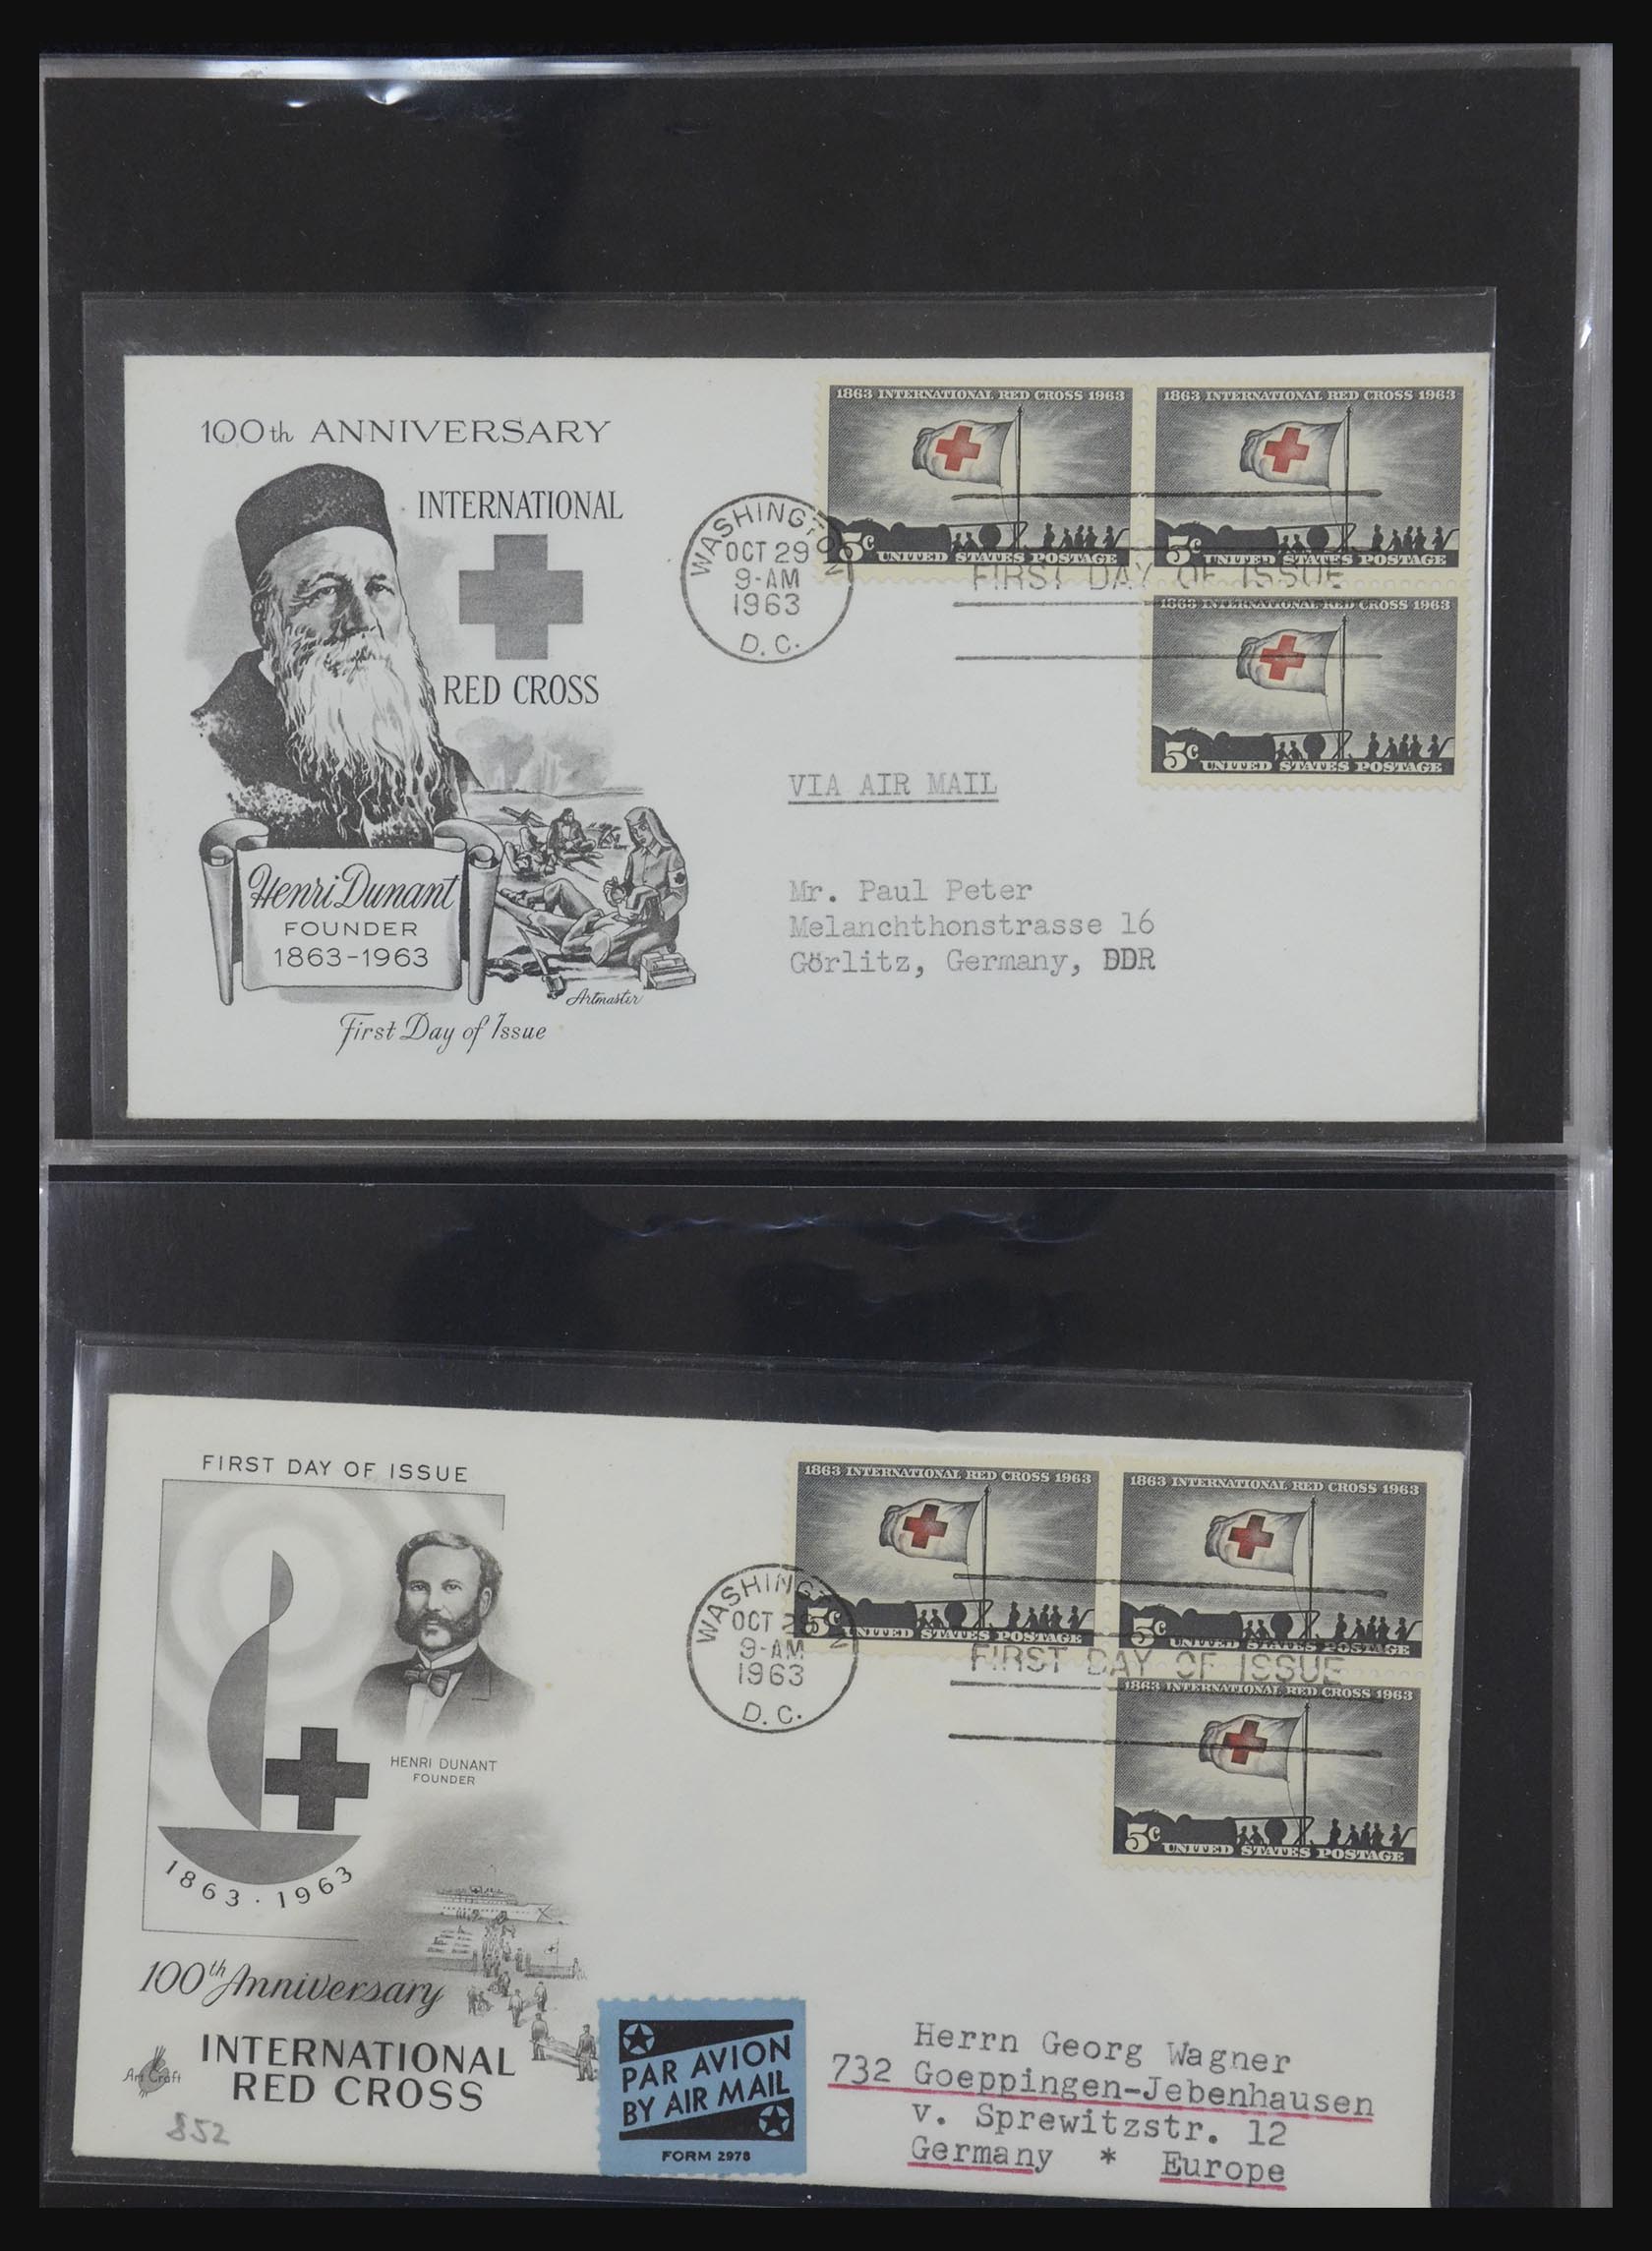 100th ANNIVERSARY
INTERNATIONAL
RED CROSS
Henri Dunant
FOUNDER
1863-1963
Artmaster
First Day of Issue
WASHINGTON
OCT 29
9-AM
1963
D. C.
1863 INTERNATIONAL RED CROSS 1963
5c UNITED STATES POSTAGE
1863 INTERNATIONAL RED CROSS 1963
5c UNITED STATES POSTAGE
FIRST DAY OF ISSUE
1863 INTERNATIONAL RED CROSS 1963
5c UNITED STATES POSTAGE
VIA AIR MAIL
Mr. Paul Peter
Melanchthonstrasse 16
Görlitz, Germany, DDR
FIRST DAY OF ISSUE
HENRI DUNANT
FOUNDER
1863 · 1963
100th Anniversary
INTERNATIONAL
RED CROSS
Art Craft
852
WASHINGTON
OCT 29
9-AM
1963
D. C.
1863 INTERNATIONAL RED CROSS 1963
5c UNITED STATES POSTAGE
1863 INTERNATIONAL RED CROSS 1963
5c UNITED STATES POSTAGE
FIRST DAY OF ISSUE
1863 INTERNATIONAL RED CROSS 1963
5c UNITED STATES POSTAGE
PAR AVION
BY AIR MAIL
FORM 2978
Herrn Georg Wagner
732 Goeppingen-Jebenhausen
v. Sprewitzstr. 12
Germany * Europe